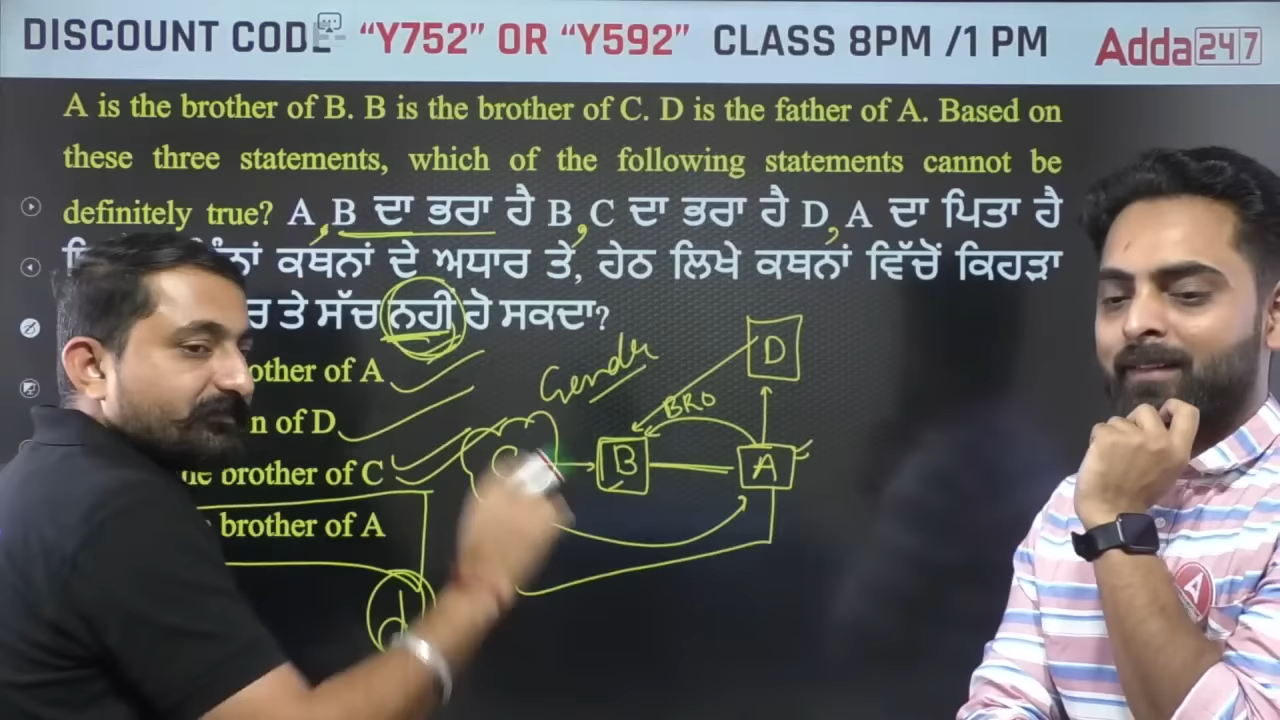 DISCOUNT CODE “Y752” OR “Y592” CLASS 8PM /1 PM
Adda247
A is the brother of B. B is the brother of C. D is the father of A. Based on
these three statements, which of the following statements cannot be
definitely true? A, B ਦਾ ਭਰਾ ਹੈ B, C ਦਾ ਭਰਾ ਹੈ D, A ਦਾ ਪਿਤਾ ਹੈ
ਕਥਨਾਂ ਦੇ ਅਧਾਰ ਤੇ, ਹੇਠ ਲਿਖੇ ਕਥਨਾਂ ਵਿੱਚੋਂ ਕਿਹੜਾ
ਤੇ ਸੱਚ ਨਹੀਂ ਹੋ ਸਕਦਾ?
of A
of D
brother of C
brother of A
Gender
D
BRO
B
A
d